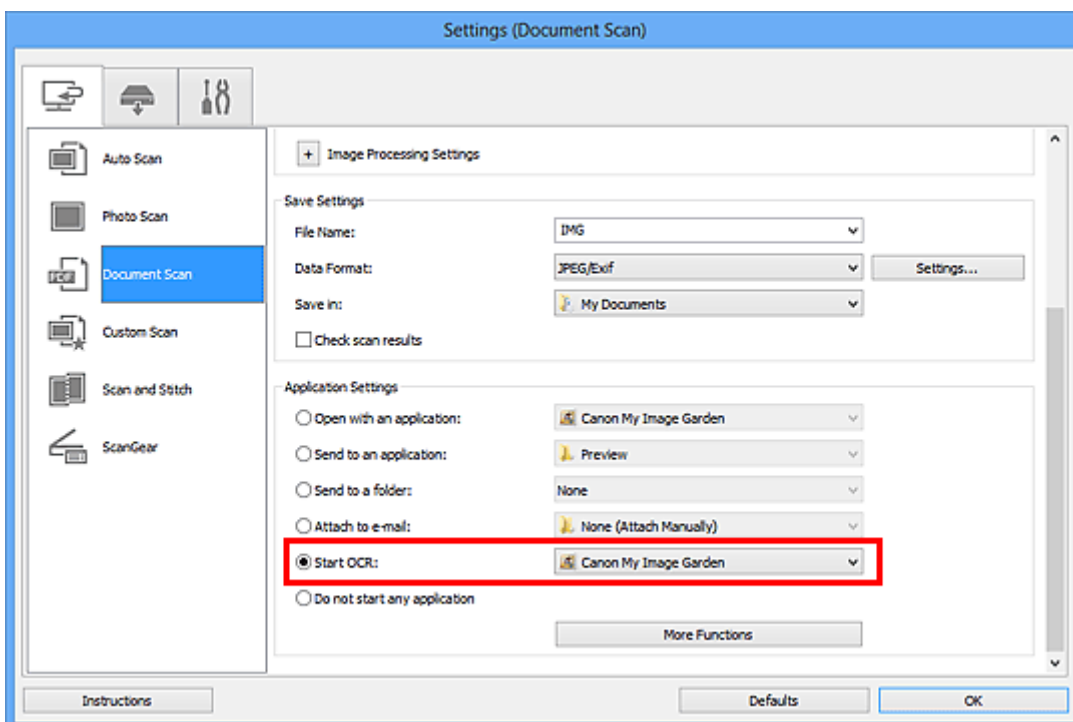 Settings (Document Scan)
Auto Scan
Photo Scan
Document Scan
Custom Scan
Scan and Stitch
ScanGear
+ Image Processing Settings
Save Settings
File Name: IMG
Data Format: JPEG/Exif Settings...
Save in: My Documents
Check scan results
Application Settings
Open with an application: Canon My Image Garden
Send to an application: Preview
Send to a folder: None
Attach to e-mail: None (Attach Manually)
Start OCR: Canon My Image Garden
Do not start any application
More Functions
Instructions Defaults OK